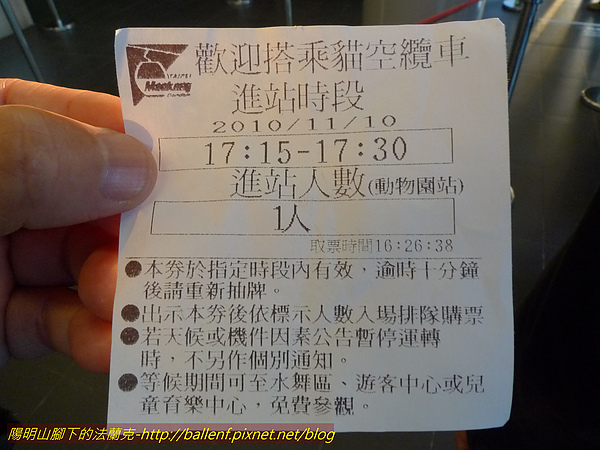 TAIPEI
Maokong
Gondola
歡迎搭乘貓空纜車
進站時段
2010/11/10
17:15-17:30
進站人數(動物園站)
1人
取票時間16:26:38
●本券於指定時段內有效，逾時十分鐘
後請重新抽牌。
●出示本券後依標示人數入場排隊購票
●若天候或機件因素公告暫停運轉
時，不另作個別通知。
●等候期間可至水舞區、遊客中心或兒
童育樂中心，免費參觀。
陽明山腳下的法蘭克-http://ballenf.pixnet.net/blog